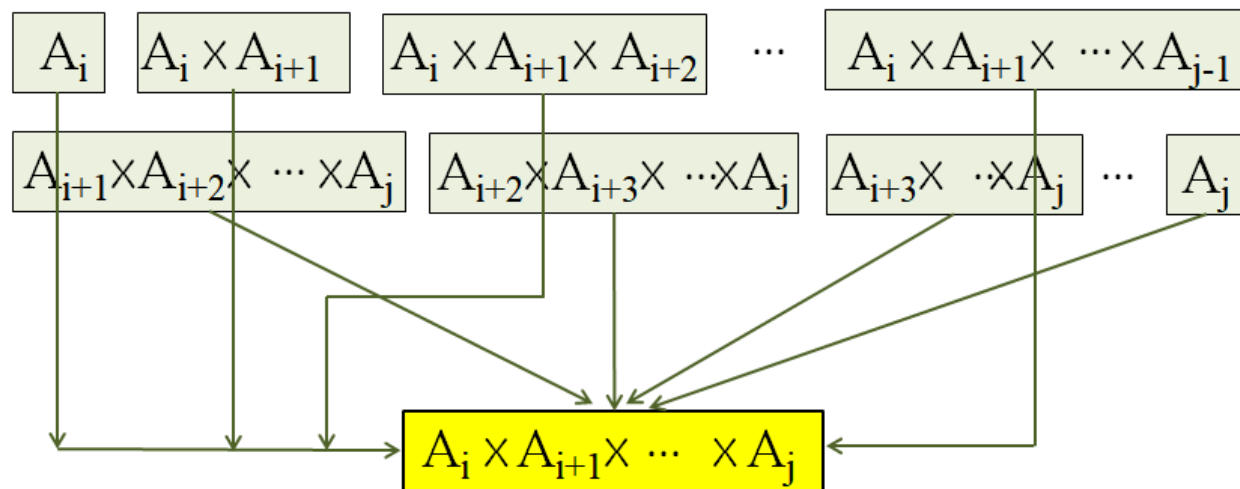 A_i A_i × A_{i+1} A_i × A_{i+1} × A_{i+2} ... A_i × A_{i+1} × ... × A_{j-1}
A_{i+1} × A_{i+2} × ... × A_j A_{i+2} × A_{i+3} × ... × A_j A_{i+3} × ... × A_j ... A_j
A_i × A_{i+1} × ... × A_j